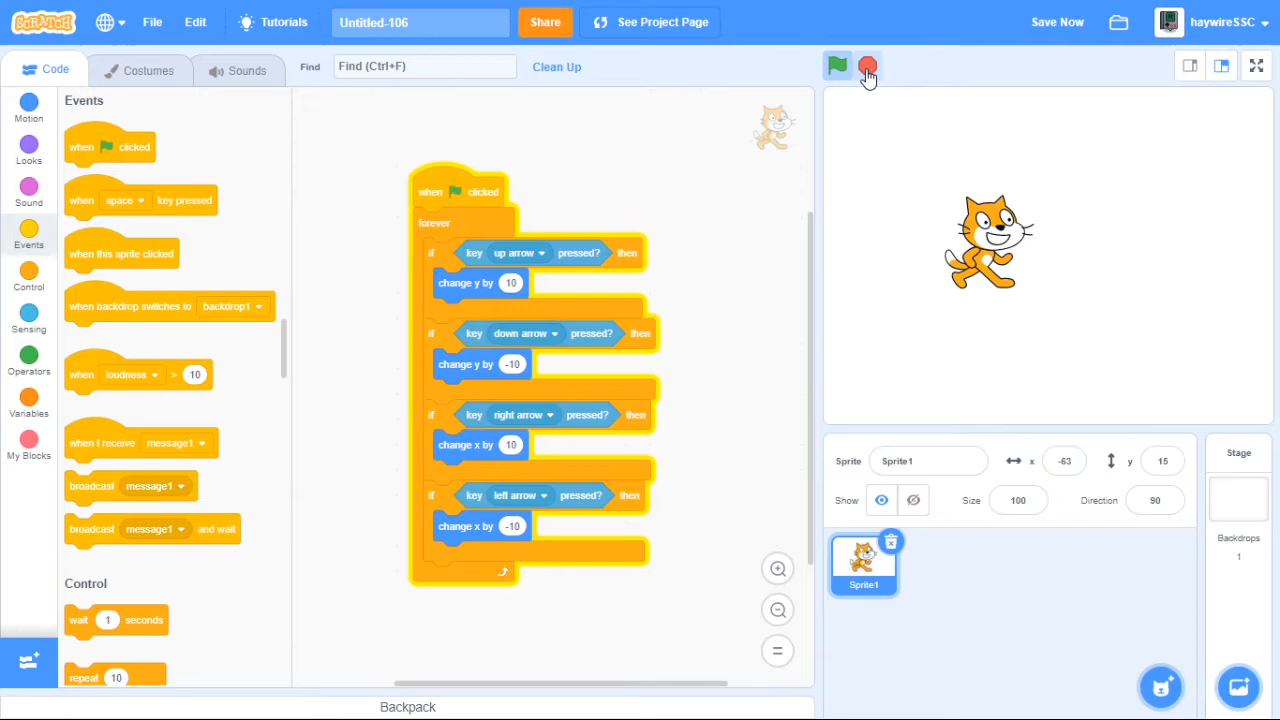 SCRATCH File Edit Tutorials Untitled-106 Share See Project Page Save Now haywireSSC
Code Costumes Sounds Find Find (Ctrl+F) Clean Up
Motion
Looks
Sound
Events
Control
Sensing
Operators
Variables
My Blocks
Events
when clicked
when space key pressed
when this sprite clicked
when backdrop switches to backdrop1
when loudness > 10
when I receive message1
broadcast message1
broadcast message1 and wait
Control
wait 1 seconds
repeat 10
when clicked
forever
if key up arrow pressed? then
change y by 10
if key down arrow pressed? then
change y by -10
if key right arrow pressed? then
change x by 10
if key left arrow pressed? then
change x by -10
Backpack
Sprite Sprite1 x -63 y 15
Show Size 100 Direction 90
Sprite1
Stage
Backdrops
1